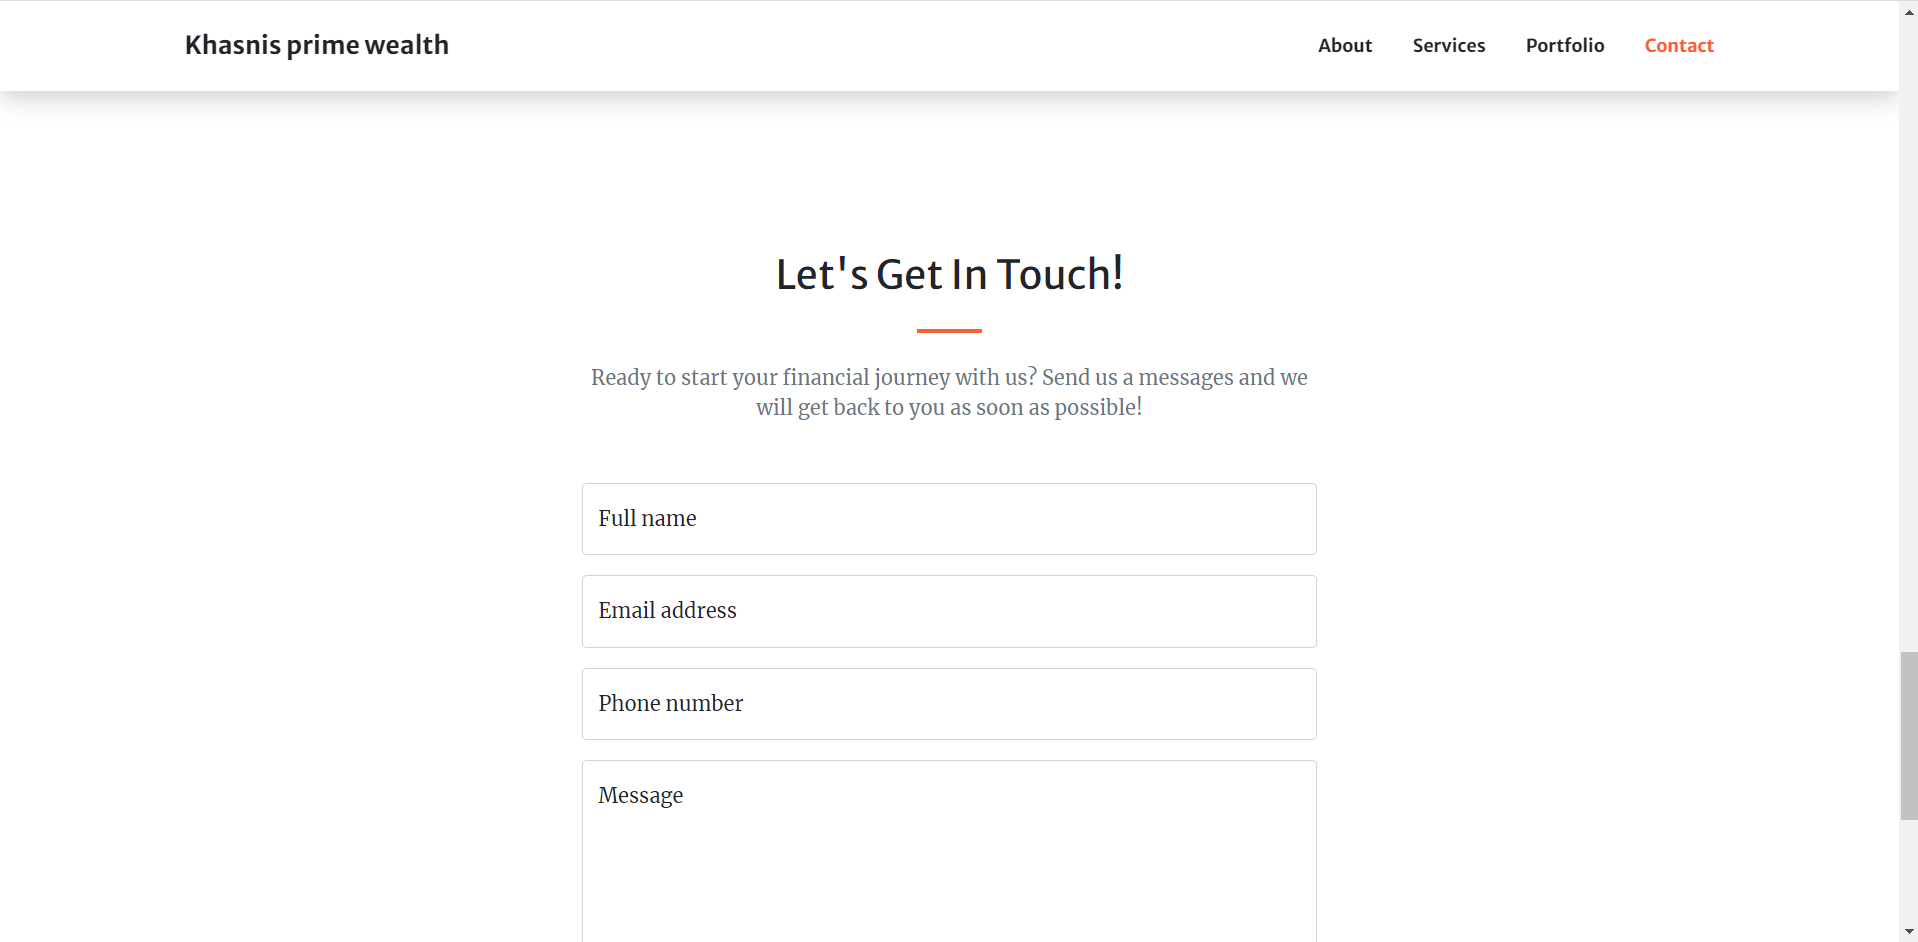 Khasnis prime wealth
About Services Portfolio Contact
Let's Get In Touch!
Ready to start your financial journey with us? Send us a messages and we
will get back to you as soon as possible!
Full name
Email address
Phone number
Message